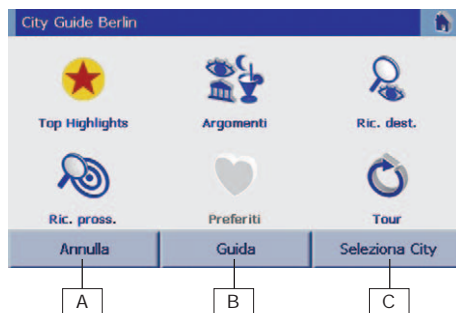 City Guide Berlin
Top Highlights Argomenti Ric. dest.
Ric. pross. Preferiti Tour
Annulla Guida Seleziona City
A B C